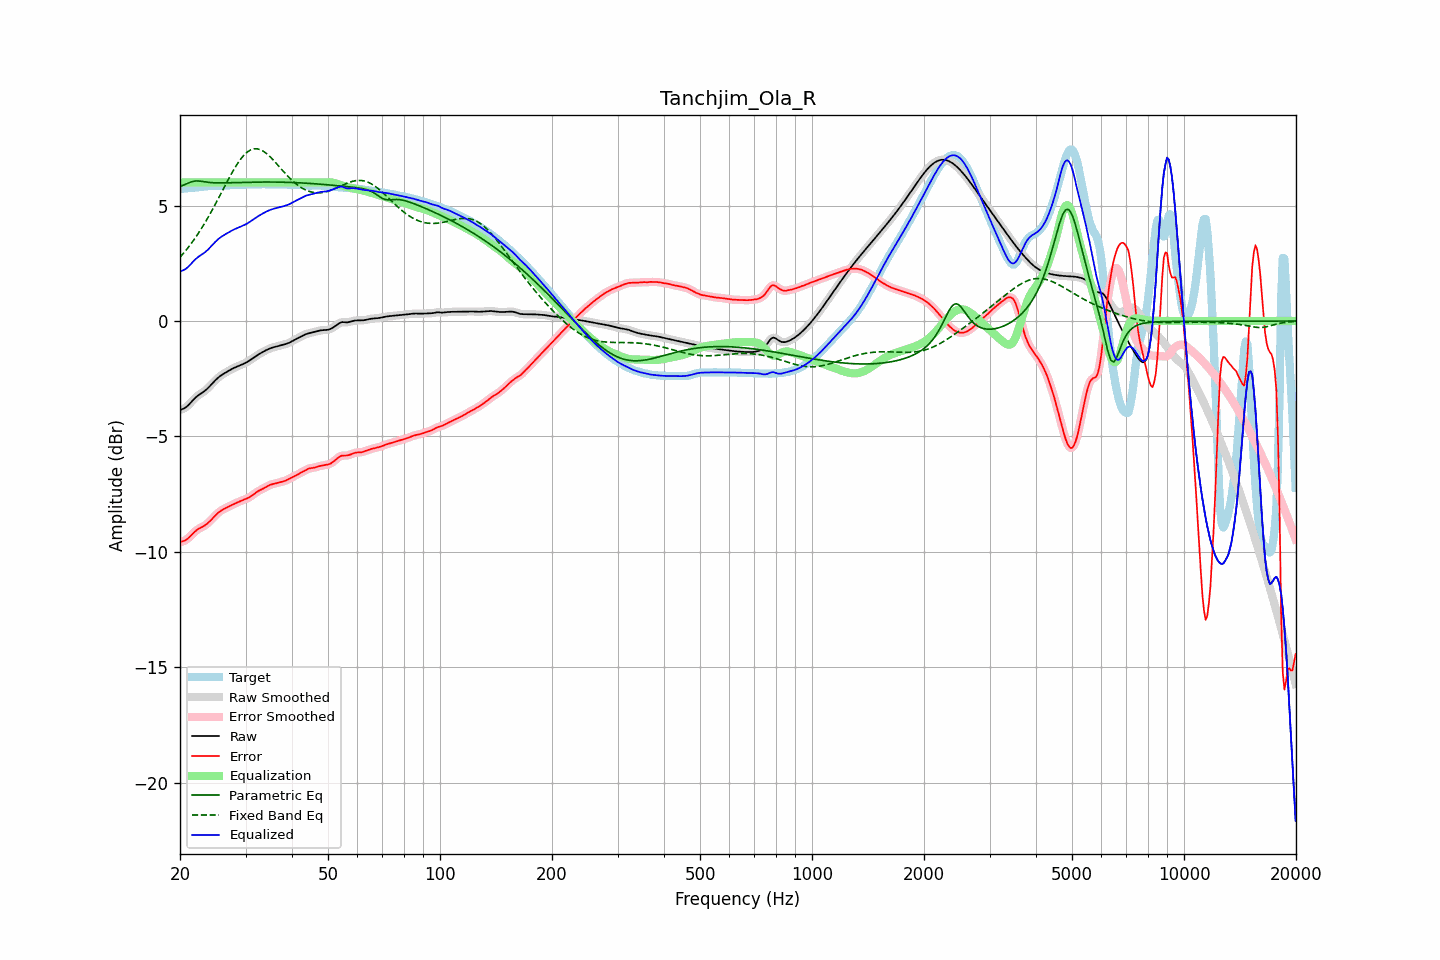 Tanchjim_Ola_R
Amplitude (dBr)
5
0
−5
−10
−15
−20
Target
Raw Smoothed
Error Smoothed
Raw
Error
Equalization
Parametric Eq
Fixed Band Eq
Equalized
20
50
100
200
500
1000
2000
5000
10000
20000
Frequency (Hz)